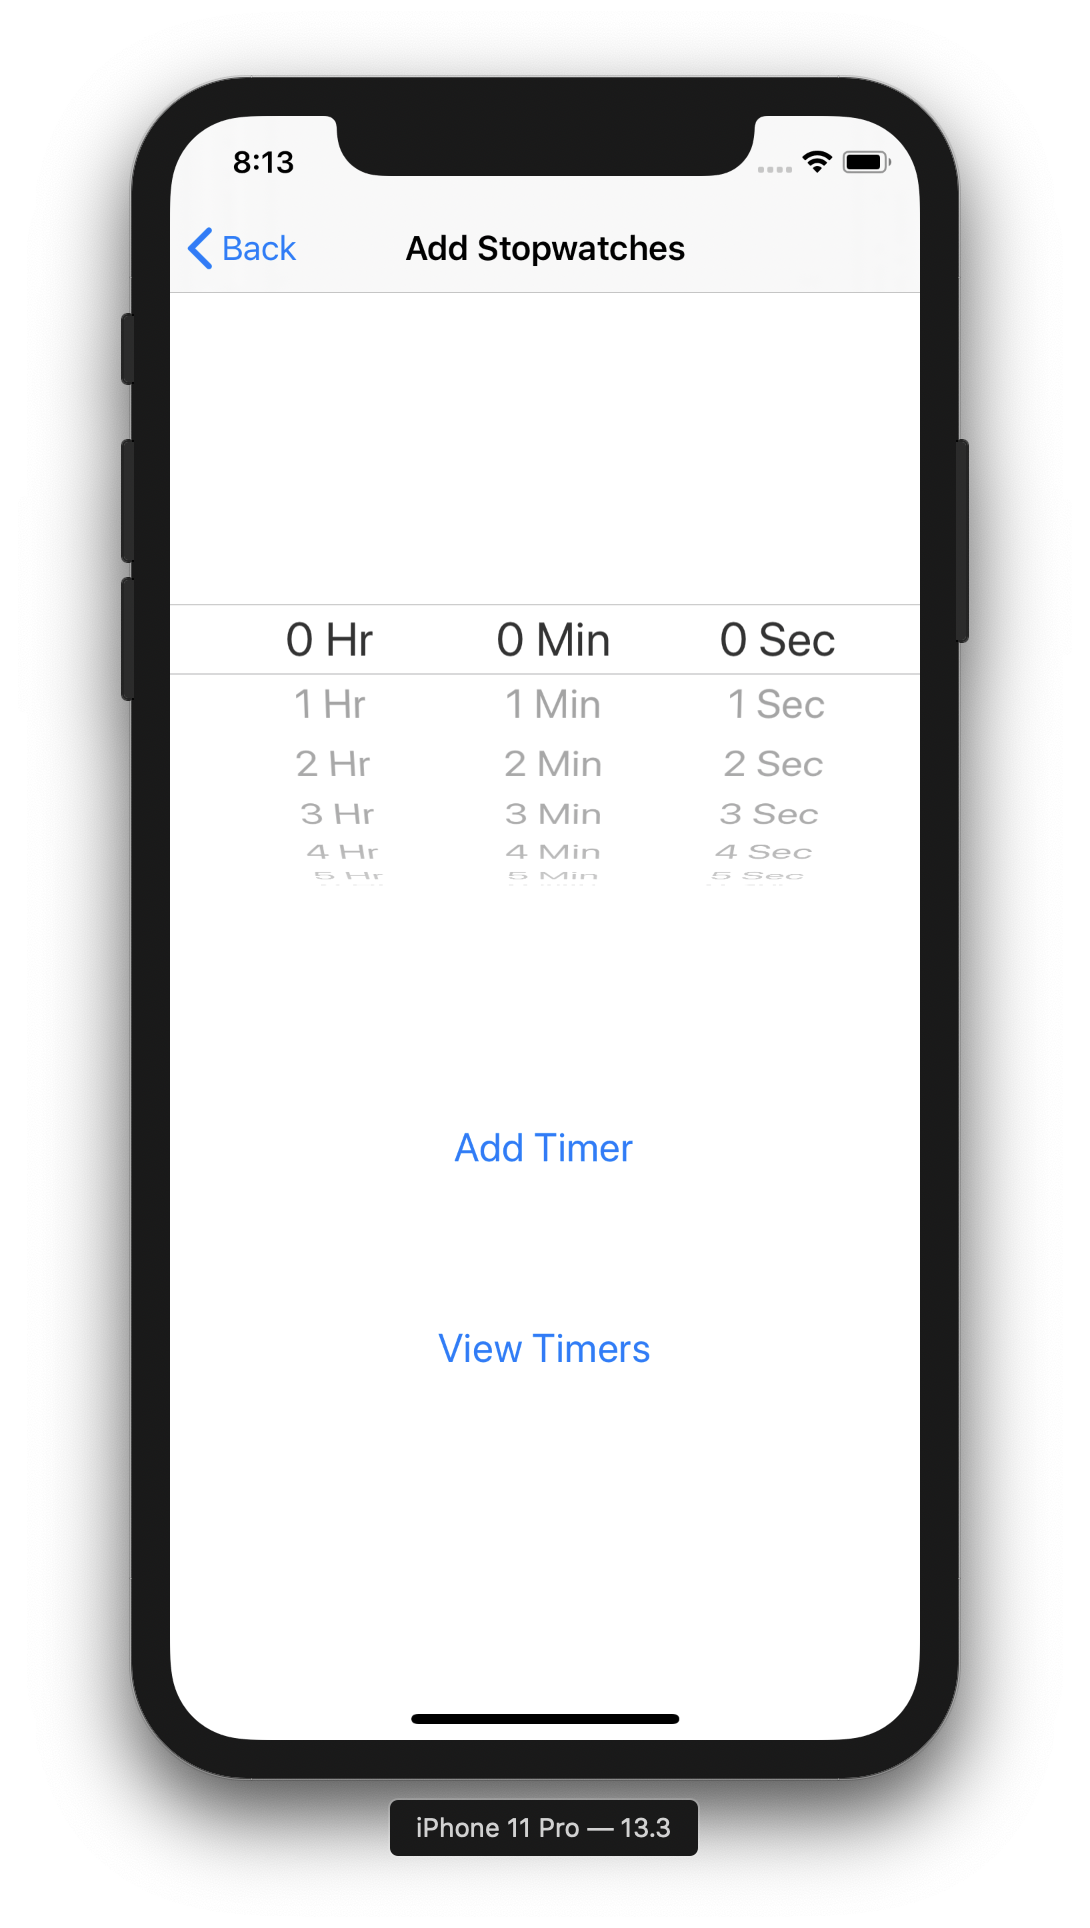 8:13
Back Add Stopwatches
0 Hr 0 Min 0 Sec
1 Hr 1 Min 1 Sec
2 Hr 2 Min 2 Sec
3 Hr 3 Min 3 Sec
4 Hr 4 Min 4 Sec
5 Hr 5 Min 5 Sec
Add Timer
View Timers
iPhone 11 Pro — 13.3